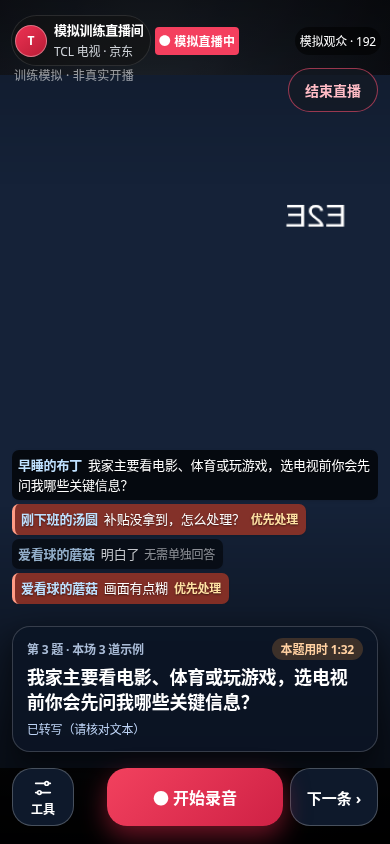 T
模拟训练直播间
TCL 电视 · 京东
模拟直播中
模拟观众 · 192
训练模拟 · 非真实开播
结束直播
E2E
早睡的布丁 我家主要看电影、体育或玩游戏，选电视前你会先
问我哪些关键信息？
刚下班的汤圆 补贴没拿到，怎么处理？ 优先处理
爱看球的蘑菇 明白了 无需单独回答
爱看球的蘑菇 画面有点糊 优先处理
第 3 题 · 本场 3 道示例
本题用时 1:32
我家主要看电影、体育或玩游戏，选电视
前你会先问我哪些关键信息？
已转写（请核对文本）
工具
开始录音
下一条 ›